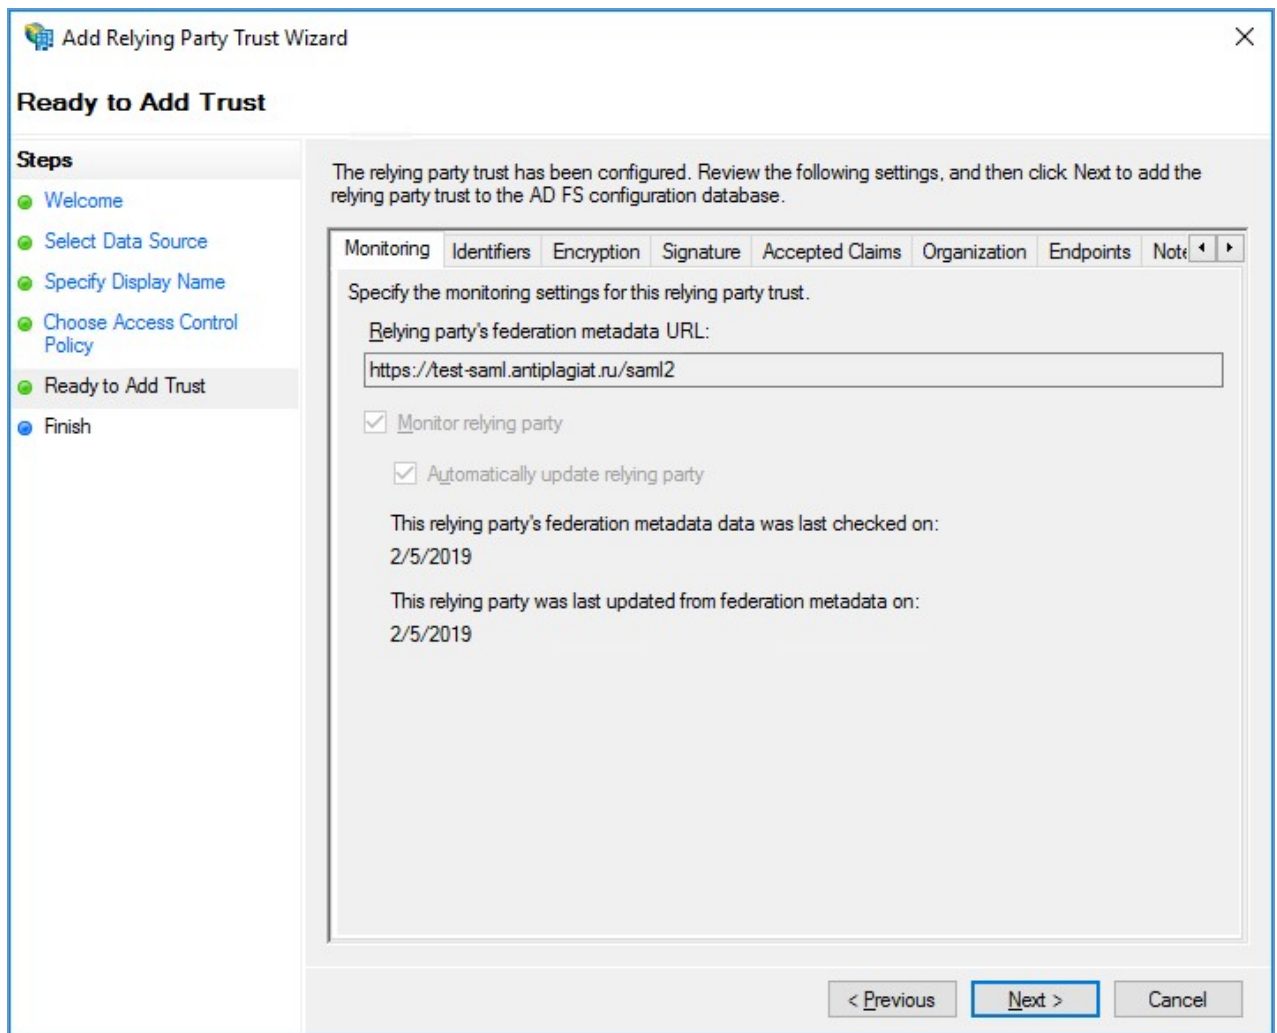 Add Relying Party Trust Wizard
Ready to Add Trust
Steps
Welcome
Select Data Source
Specify Display Name
Choose Access Control
Policy
Ready to Add Trust
Finish
The relying party trust has been configured. Review the following settings, and then click Next to add the
relying party trust to the AD FS configuration database.
Monitoring Identifiers Encryption Signature Accepted Claims Organization Endpoints Note
Specify the monitoring settings for this relying party trust.
Relying party's federation metadata URL:
https://test-saml.antiplagiat.ru/saml2
Monitor relying party
Automatically update relying party
This relying party's federation metadata data was last checked on:
2/5/2019
This relying party was last updated from federation metadata on:
2/5/2019
< Previous Next > Cancel